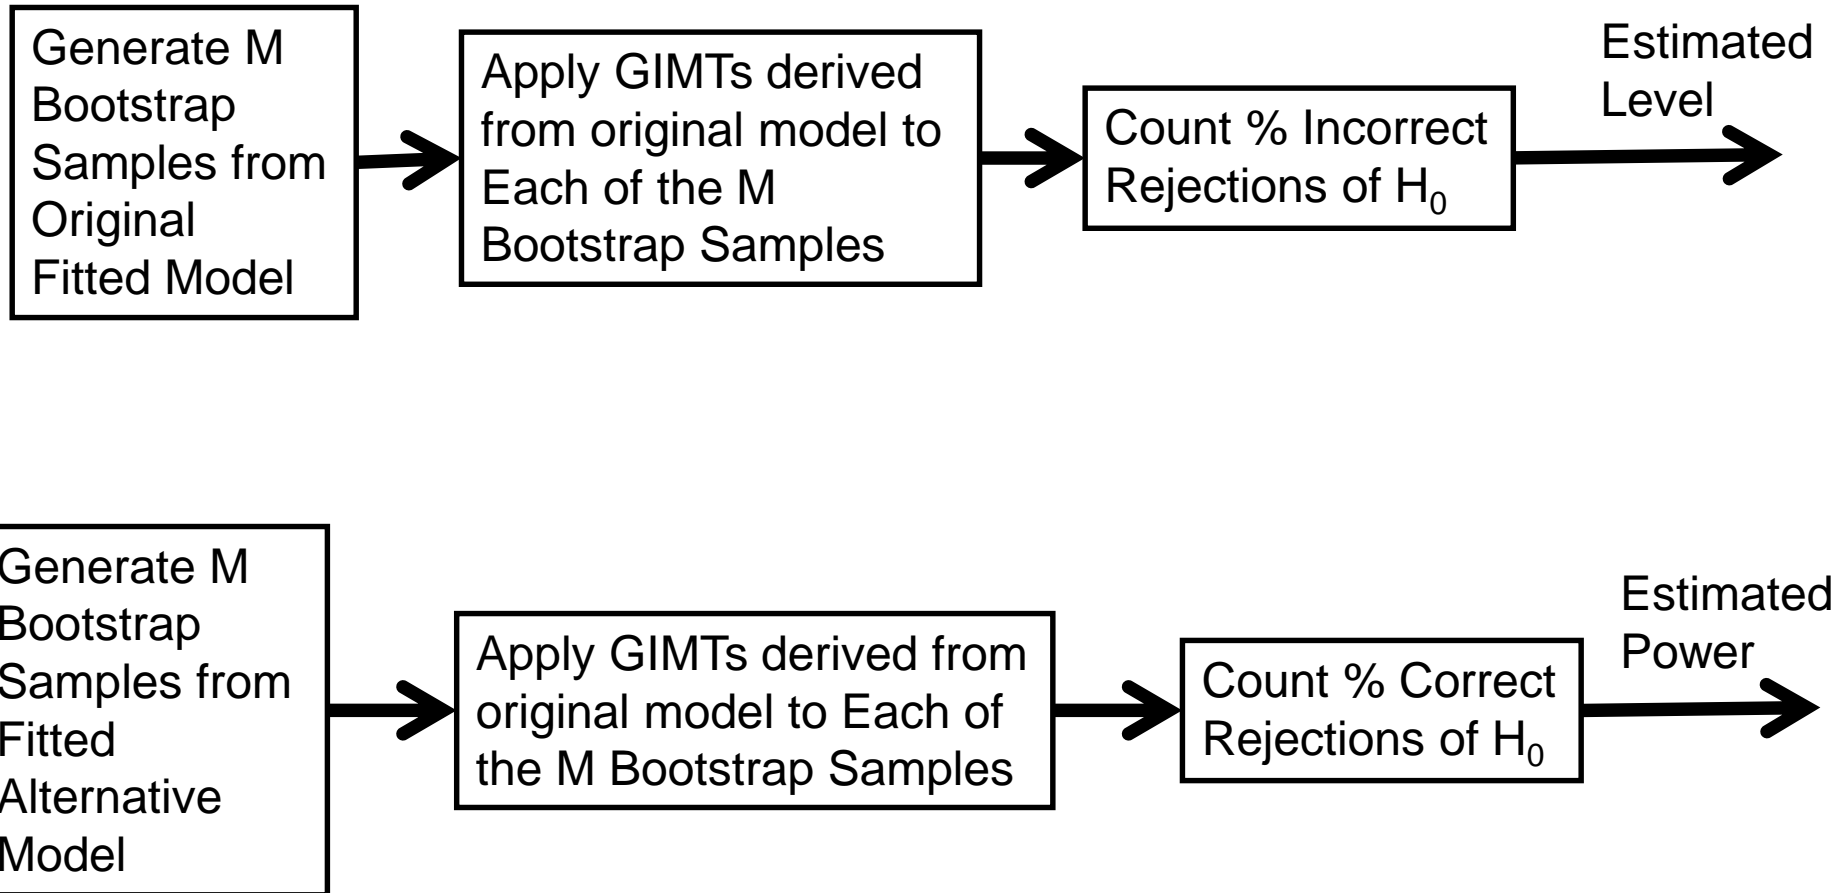 Generate M
Bootstrap
Samples from
Original
Fitted Model
Apply GIMTs derived
from original model to
Each of the M
Bootstrap Samples
Count % Incorrect
Rejections of H₀
Estimated
Level
Generate M
Bootstrap
Samples from
Fitted
Alternative
Model
Apply GIMTs derived from
original model to Each of
the M Bootstrap Samples
Count % Correct
Rejections of H₀
Estimated
Power